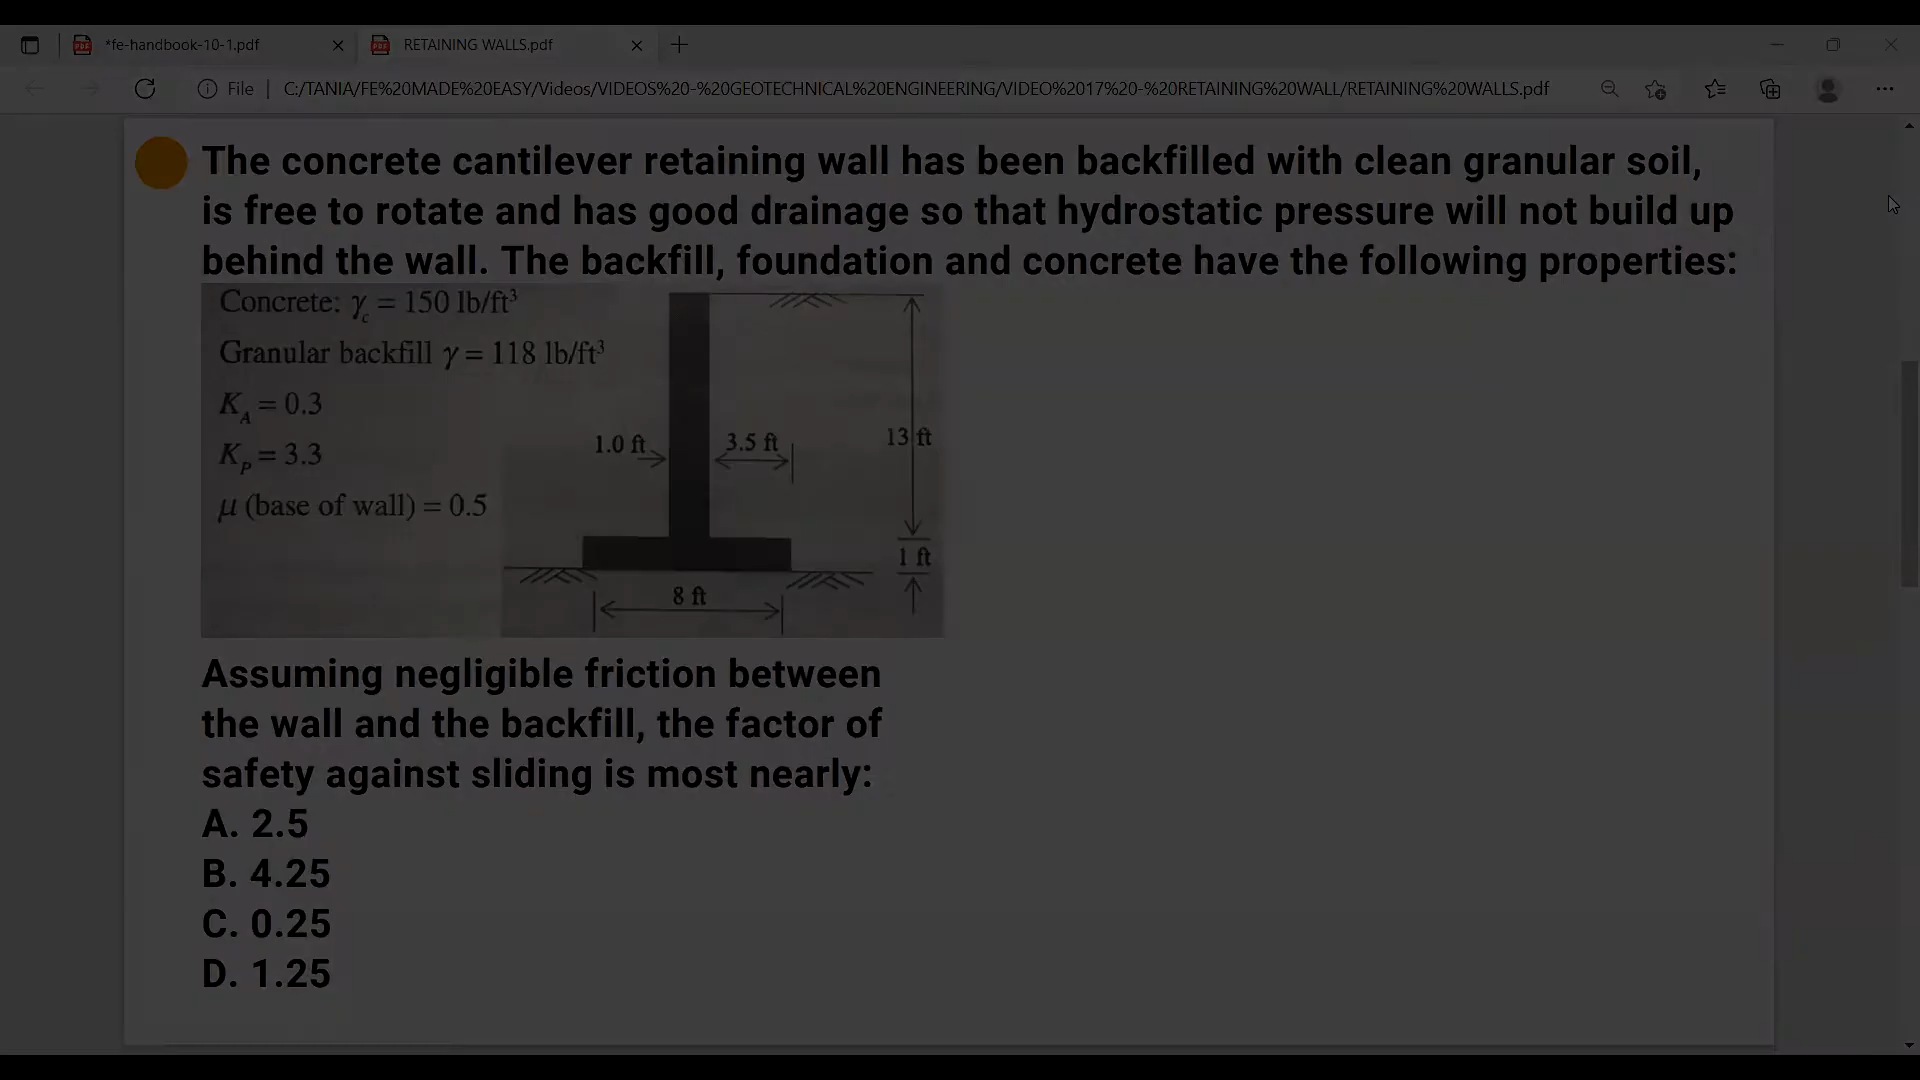 *fe-handbook-10-1.pdf
RETAINING WALLS.pdf
File
C:/TANIA/FE%20MADE%20EASY/Videos/VIDEOS%20-%20GEOTECHNICAL%20ENGINEERING/VIDEO%2017%20-%20RETAINING%20WALL/RETAINING%20WALLS.pdf
The concrete cantilever retaining wall has been backfilled with clean granular soil,
is free to rotate and has good drainage so that hydrostatic pressure will not build up
behind the wall. The backfill, foundation and concrete have the following properties:
Concrete: γc = 150 lb/ft³
Granular backfill γ = 118 lb/ft³
KA = 0.3
KP = 3.3
μ (base of wall) = 0.5
1.0 ft
3.5 ft
13 ft
1 ft
8 ft
Assuming negligible friction between
the wall and the backfill, the factor of
safety against sliding is most nearly:
A. 2.5
B. 4.25
C. 0.25
D. 1.25